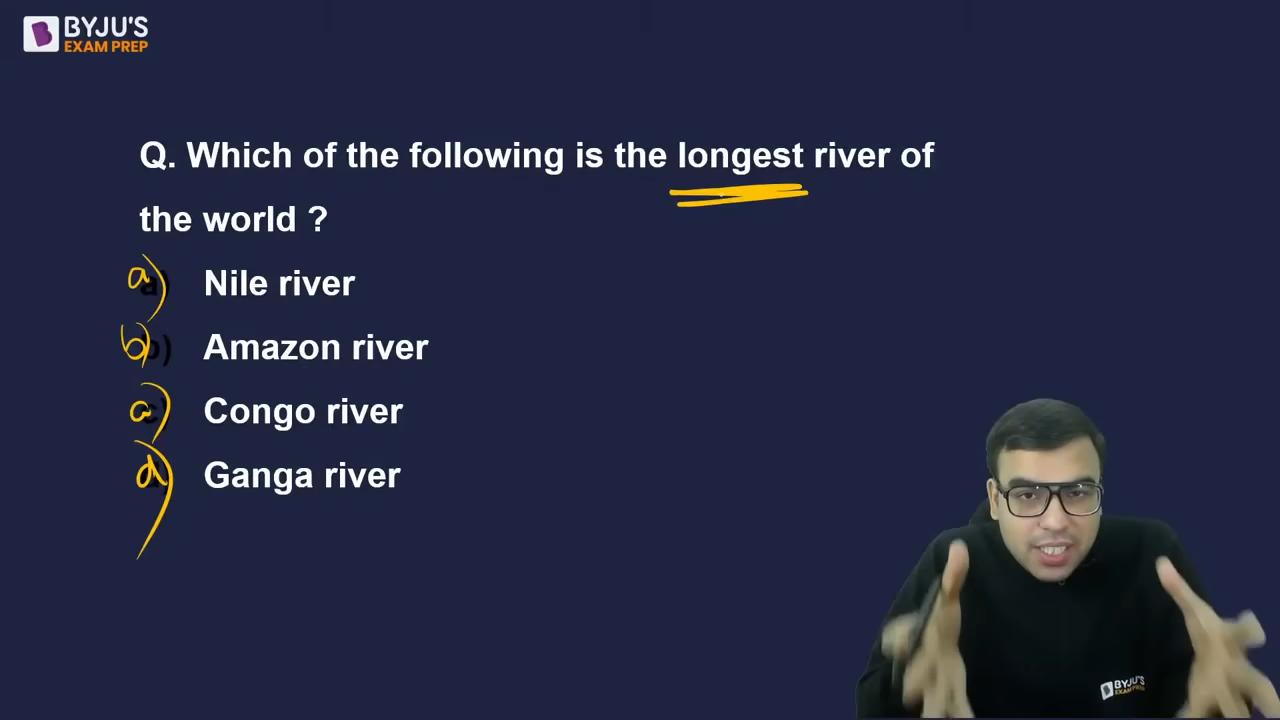 BYJU'S
EXAM PREP
Q. Which of the following is the longest river of
the world ?
a) Nile river
b) Amazon river
c) Congo river
d) Ganga river
BYJU'S
EXAM PREP